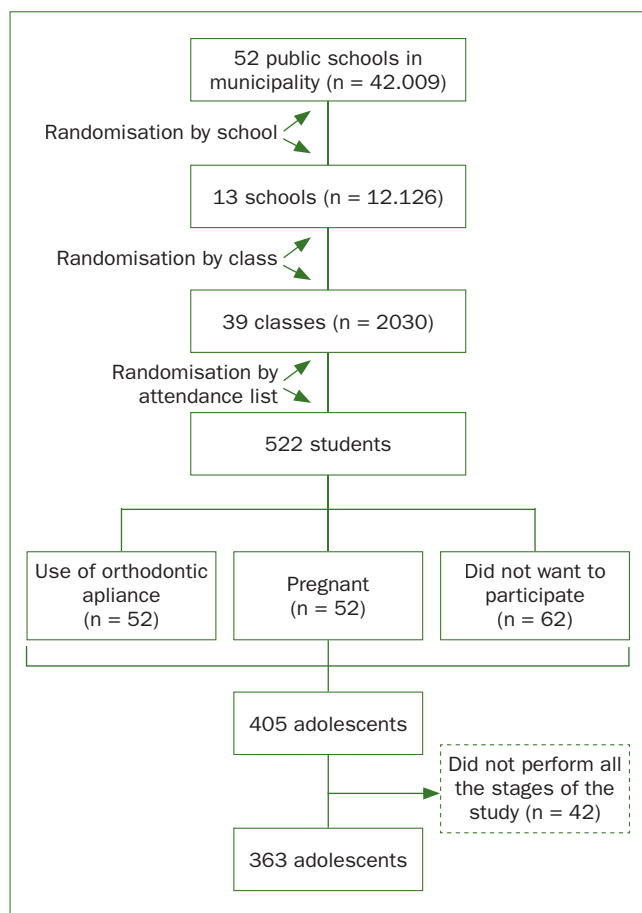 52 public schools in
municipality (n = 42.009)
Randomisation by school
13 schools (n = 12.126)
Randomisation by class
39 classes (n = 2030)
Randomisation by
attendance list
522 students
Use of orthodontic
apliance
(n = 52)
Pregnant
(n = 52)
Did not want to
participate
(n = 62)
405 adolescents
Did not perform all
the stages of the
study (n = 42)
363 adolescents